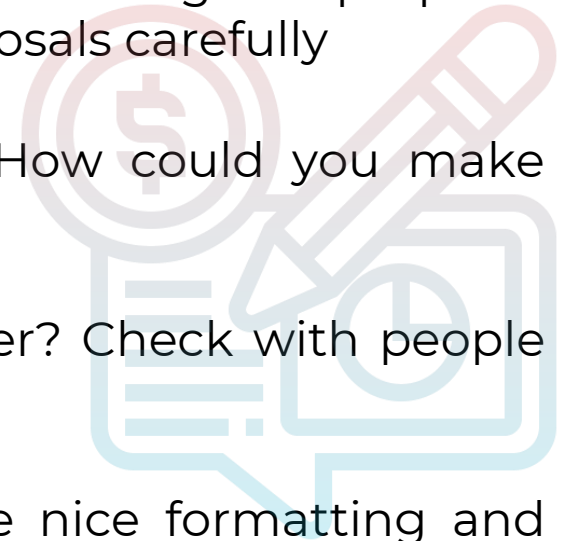 osals carefully
How could you make
er? Check with people
e nice formatting and
$